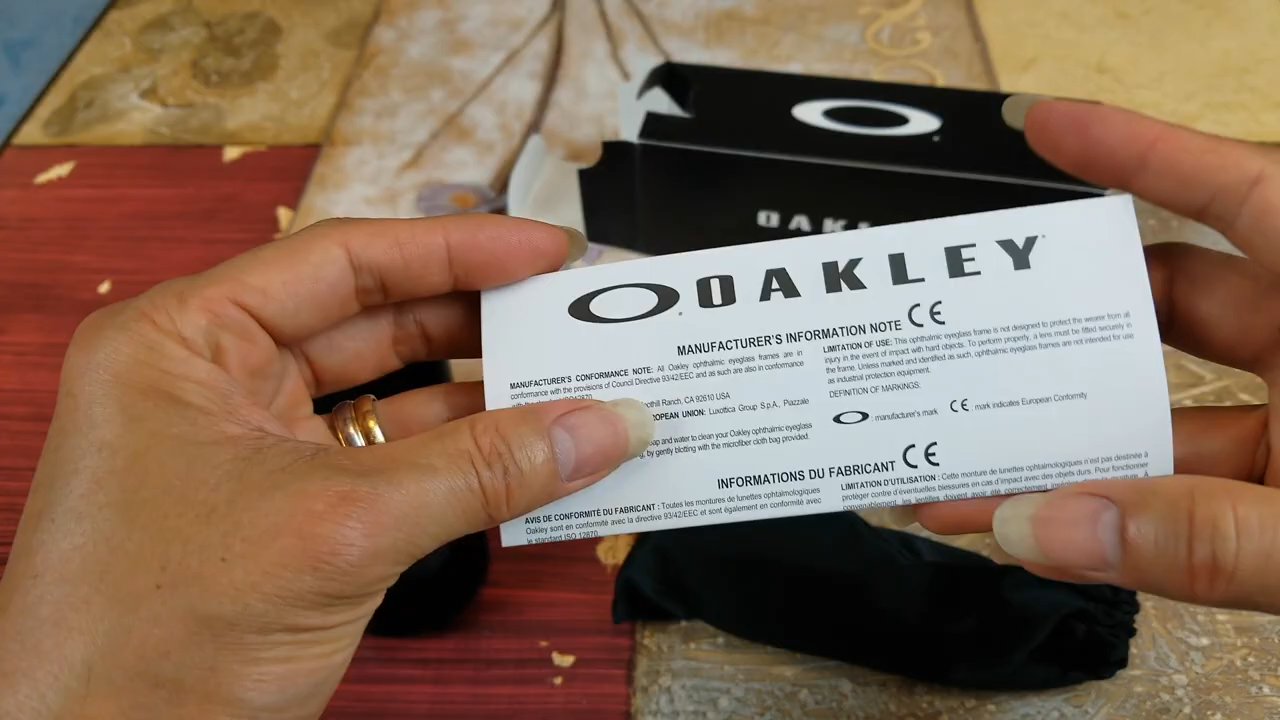 OAKL
OAKLEY
MANUFACTURER'S INFORMATION NOTE CE
MANUFACTURER'S CONFORMANCE NOTE: All Oakley ophthalmic eyeglass frames are in
conformance with the provisions of Council Directive 93/42/EEC and as such are also in conformance
Foothill Ranch, CA 92610 USA
ROPEAN UNION: Luxottica Group S.p.A., Piazzale
soap and water to clean your Oakley ophthalmic eyeglass
by gently blotting with the microfiber cloth bag provided.
LIMITATION OF USE: This ophthalmic eyeglass frame is not designed to protect the wearer from all
injury in the event of impact with hard objects. To perform properly, a lens must be fitted securely in
the frame. Unless marked and identified as such, ophthalmic eyeglass frames are not intended for use
as industrial protection equipment.
DEFINITION OF MARKINGS:
: manufacturer's mark CE : mark indicates European Conformity
INFORMATIONS DU FABRICANT CE
AVIS DE CONFORMITÉ DU FABRICANT : Toutes les montures de lunettes ophtalmologiques
Oakley sont en conformité avec la directive 93/42/EEC et sont également en conformité avec
le standard ISO 12870.
LIMITATION D'UTILISATION : Cette monture de lunettes ophtalmologiques n'est pas destinée à
protéger contre d'éventuelles blessures en cas d'impact avec des objets durs. Pour fonctionner
convenablement, les lentilles doivent avoir été correctement